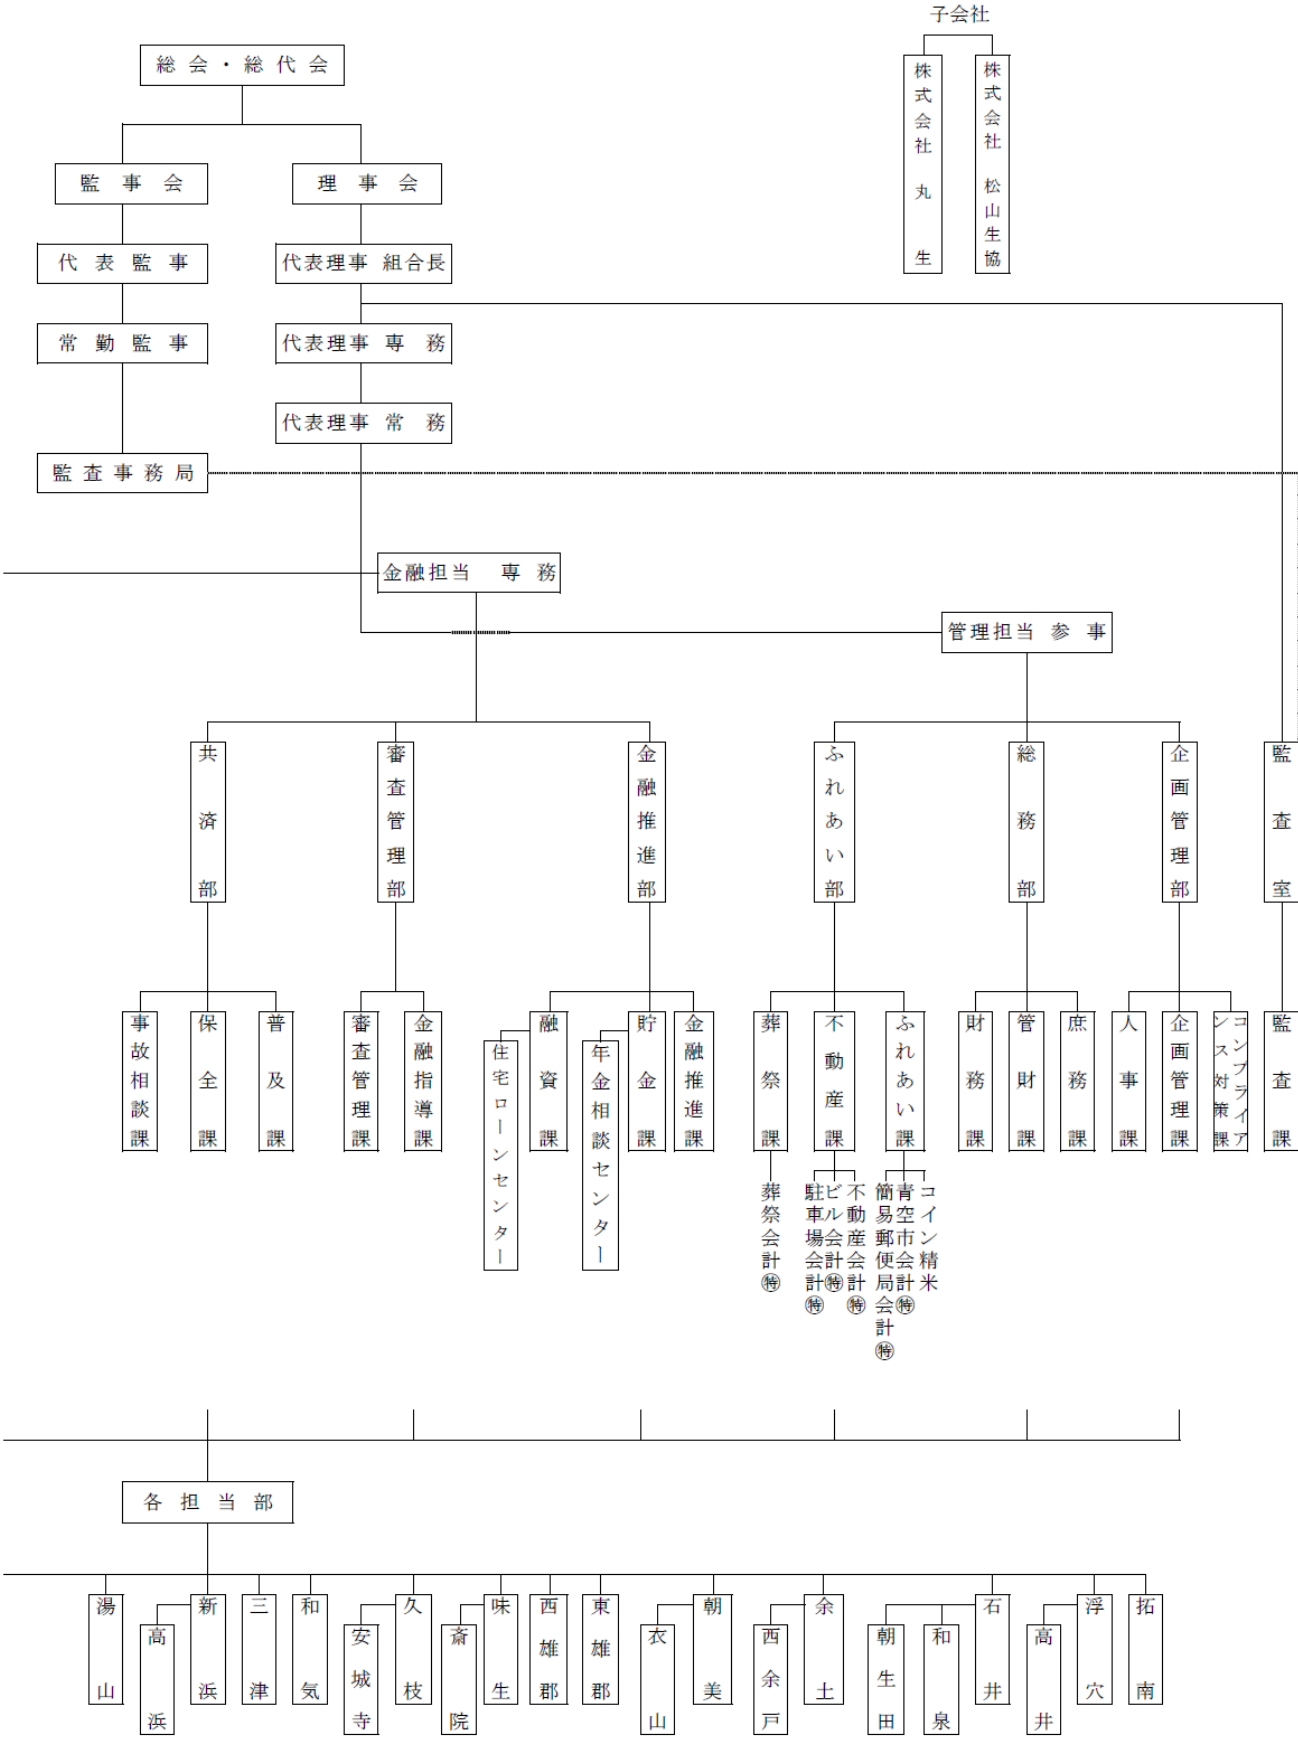 子会社
株式会社 丸生
株式会社 松山生協
総会・総代会
監事会
理事会
代表監事
代表理事 組合長
常勤監事
代表理事 専務
代表理事 常務
監査事務局
金融担当 専務
管理担当 参事
共済部
審査管理部
金融推進部
ふれあい部
総務部
企画管理部
監査室
事故相談課
保全課
普及課
審査管理課
金融指導課
住宅ローンセンター
融資課
年金相談センター
貯金課
金融推進課
葬祭課
不動産課
ふれあい課
財務課
管財課
庶務課
人事課
企画管理課
コンプライアンス対策課
監査課
葬祭会計㊕
駐車場会計㊕
ビル会計㊕
不動産会計㊕
簡易郵便局会計㊕
青空市会計㊕
コイン精米
各担当部
湯山
高浜
新浜
三津
和気
安城寺
久枝
斎院
味生
西雄郡
東雄郡
衣山
朝美
西余戸
余土
朝生田
和泉
石井
高井
浮穴
拓南